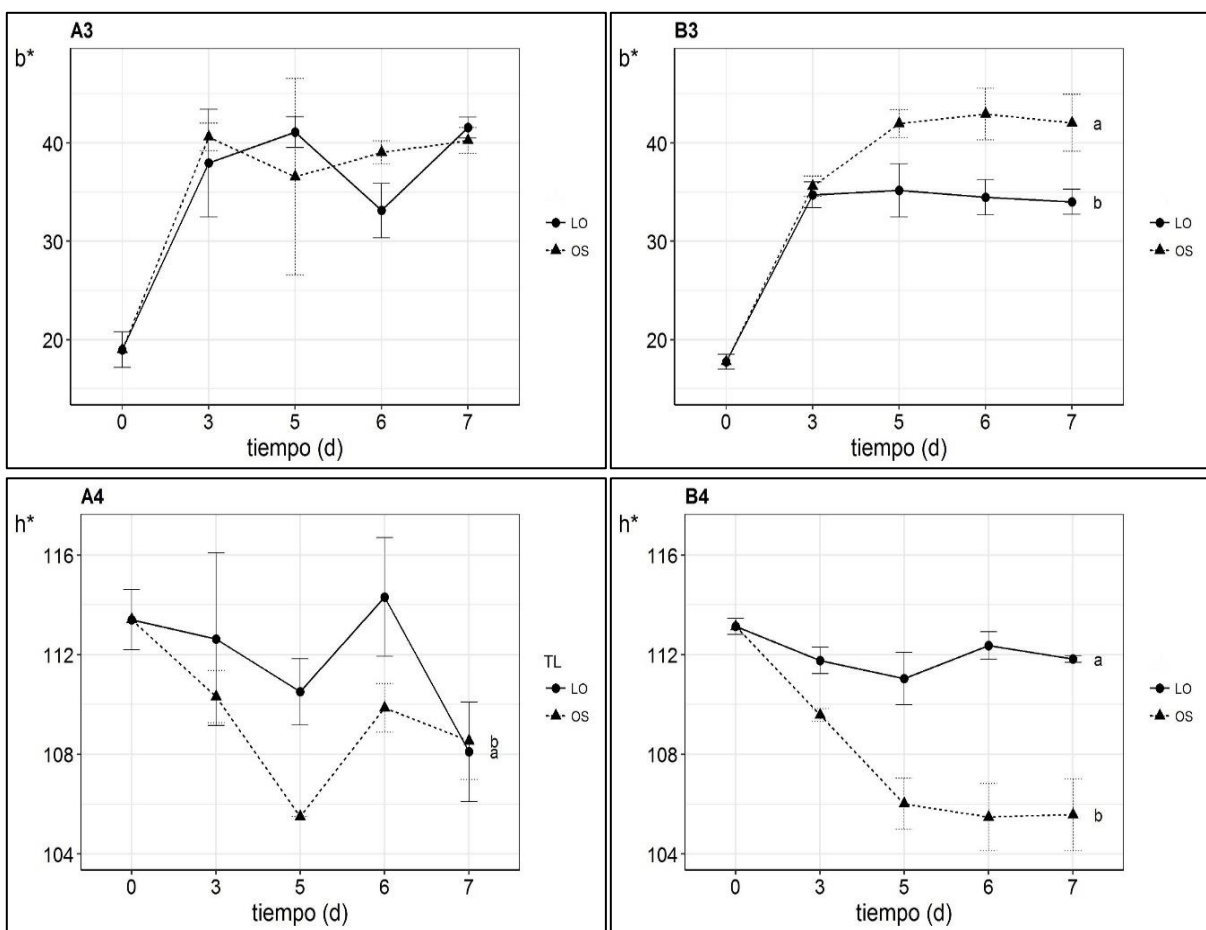 A3
b*
40
30
20
0 3 5 6 7
tiempo (d)
LO
OS
B3
b*
40
30
20
0 3 5 6 7
tiempo (d)
a
b
LO
OS
A4
h*
116
112
108
104
0 3 5 6 7
tiempo (d)
b
a
TL
LO
OS
B4
h*
116
112
108
104
0 3 5 6 7
tiempo (d)
a
b
LO
OS